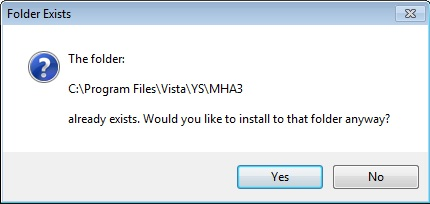 Folder Exists
The folder:
C:\Program Files\Vista\YS\MHA3
already exists. Would you like to install to that folder anyway?
Yes
No